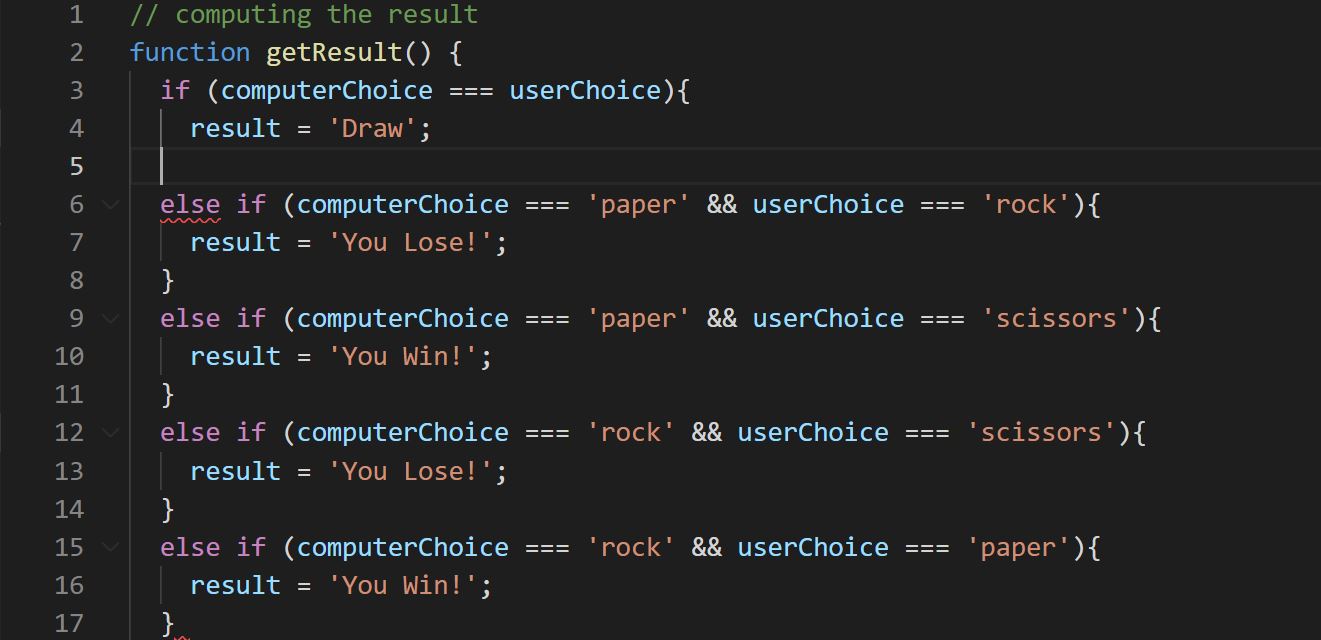 1 // computing the result
2 function getResult() {
3   if (computerChoice === userChoice){
4     result = 'Draw';
5
6   else if (computerChoice === 'paper' && userChoice === 'rock'){
7     result = 'You Lose!';
8   }
9   else if (computerChoice === 'paper' && userChoice === 'scissors'){
10     result = 'You Win!';
11   }
12   else if (computerChoice === 'rock' && userChoice === 'scissors'){
13     result = 'You Lose!';
14   }
15   else if (computerChoice === 'rock' && userChoice === 'paper'){
16     result = 'You Win!';
17   }